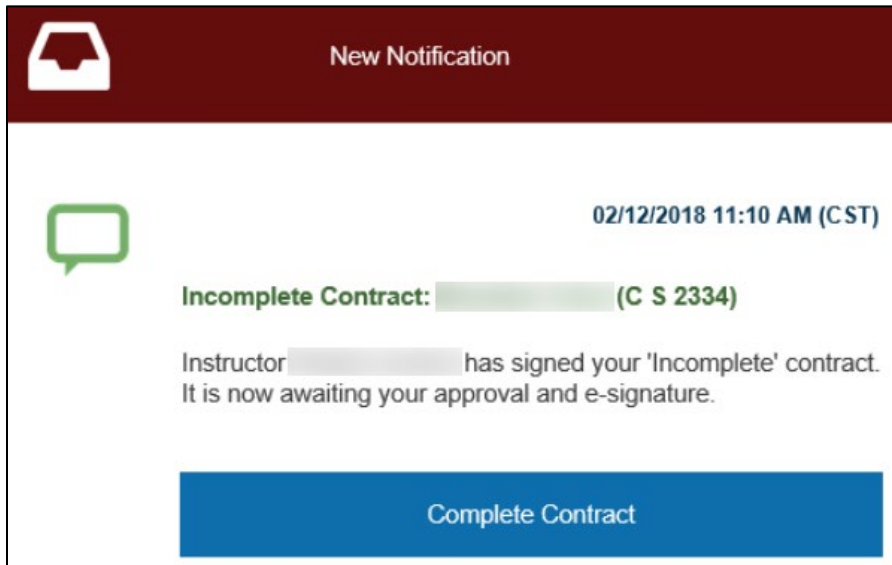 New Notification
02/12/2018 11:10 AM (CST)
Incomplete Contract: (C S 2334)
Instructor has signed your 'Incomplete' contract.
It is now awaiting your approval and e-signature.
Complete Contract